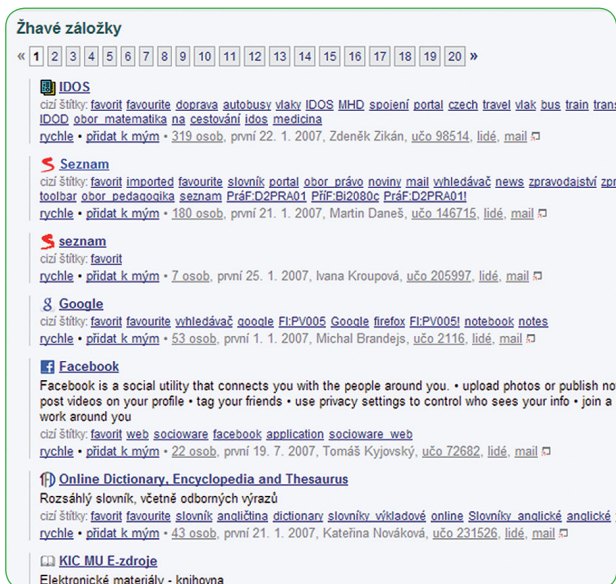 Žhavé záložky
« 1 2 3 4 5 6 7 8 9 10 11 12 13 14 15 16 17 18 19 20 »
IDOS
cizí štítky: favorit favourite doprava autobusy vlaky IDOS MHD spojení portal czech travel vlak bus train trans
IDOD obor_matematika na cestování idos medicina
rychle • přidat k mým • 319 osob, první 22. 1. 2007, Zdeněk Zikán, učo 98514, lidé, mail
Seznam
cizí štítky: favorit imported favourite slovník portal obor_právo noviny mail vyhledávač news zpravodajství zpr
toolbar obor_pedagogika seznam PráF:D2PRA01 PříF:Bi2080c PráF:D2PRA01!
rychle • přidat k mým • 180 osob, první 21. 1. 2007, Martin Daneš, učo 146715, lidé, mail
seznam
cizí štítky: favorit
rychle • přidat k mým • 7 osob, první 25. 1. 2007, Ivana Kroupová, učo 205997, lidé, mail
Google
cizí štítky: favorit favourite vyhledávač google FI:PV005 Google firefox FI:PV005! notebook notes
rychle • přidat k mým • 53 osob, první 1. 1. 2007, Michal Brandejs, učo 2116, lidé, mail
Facebook
Facebook is a social utility that connects you with the people around you. • upload photos or publish no
post videos on your profile • tag your friends • use privacy settings to control who sees your info • join a
work around you
cizí štítky: favorit web socioware facebook application socioware_web
rychle • přidat k mým • 22 osob, první 19. 7. 2007, Tomáš Kyjovský, učo 72682, lidé, mail
Online Dictionary, Encyclopedia and Thesaurus
Rozsáhlý slovník, včetně odborných výrazů
cizí štítky: favorit favourite slovník angličtina dictionary slovníky_výkladové online Slovníky_anglické anglické
rychle • přidat k mým • 43 osob, první 21. 1. 2007, Kateřina Nováková, učo 231526, lidé, mail
KIC MU E-zdroje
Elektronické materiály - knihovna